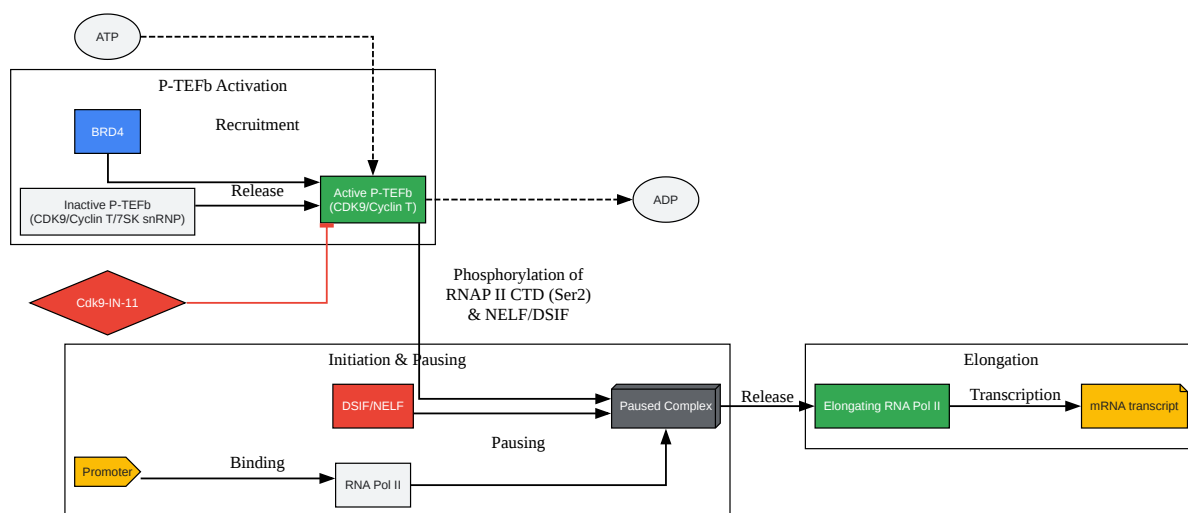 ATP
P-TEFb Activation
BRD4
Recruitment
Release
Inactive P-TEFb
(CDK9/Cyclin T/7SK snRNP)
Active P-TEFb
(CDK9/Cyclin T)
ADP
Cdk9-IN-11
Phosphorylation of
RNAP II CTD (Ser2)
& NELF/DSIF
Initiation & Pausing
DSIF/NELF
Paused Complex
Pausing
Promoter
Binding
RNA Pol II
Release
Elongation
Elongating RNA Pol II
Transcription
mRNA transcript